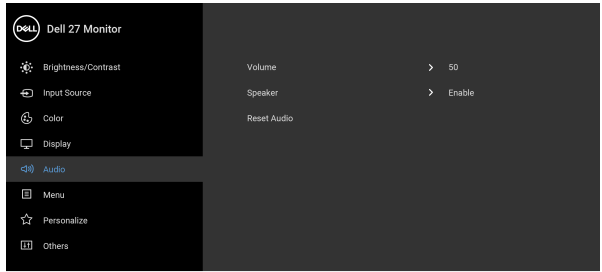 DELL Dell 27 Monitor
Brightness/Contrast
Volume 50
Input Source
Speaker Enable
Color
Reset Audio
Display
Audio
Menu
Personalize
Others